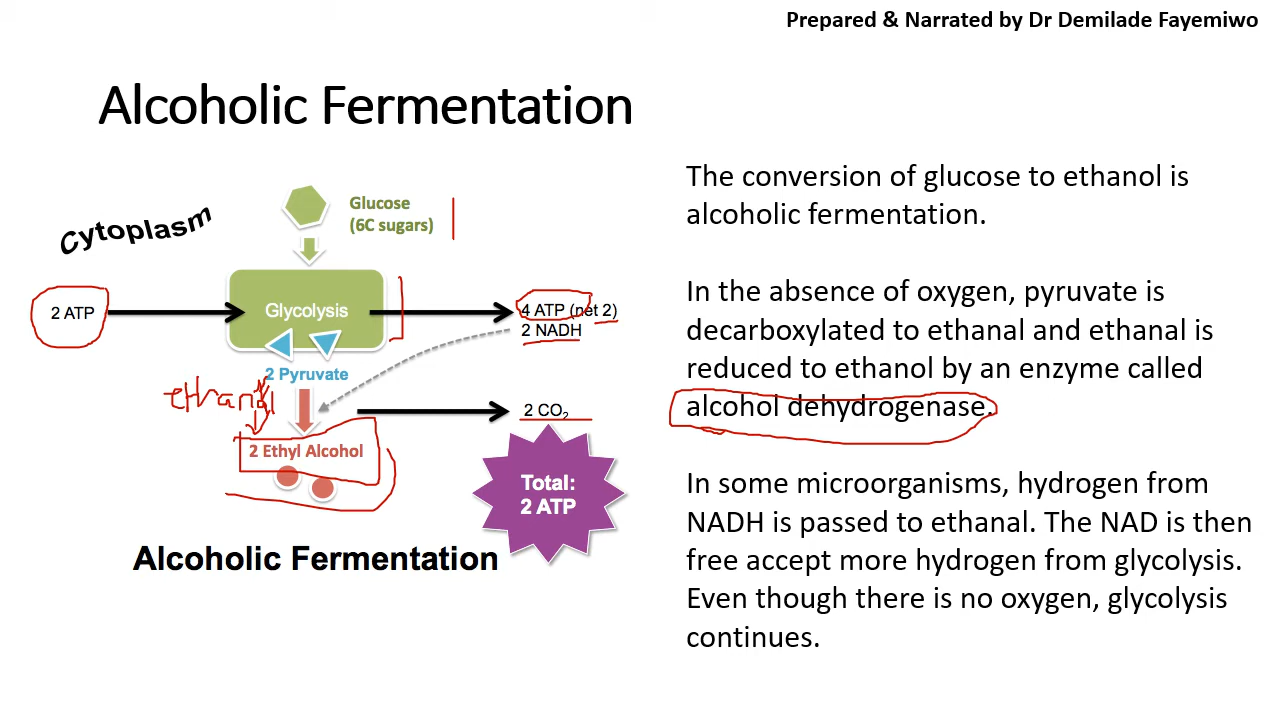 Prepared & Narrated by Dr Demilade Fayemiwo
Alcoholic Fermentation
Cytoplasm
Glucose
(6C sugars)
2 ATP
Glycolysis
4 ATP (net 2)
2 NADH
2 Pyruvate
ethanal
2 CO₂
2 Ethyl Alcohol
Total:
2 ATP
Alcoholic Fermentation
The conversion of glucose to ethanol is
alcoholic fermentation.
In the absence of oxygen, pyruvate is
decarboxylated to ethanal and ethanal is
reduced to ethanol by an enzyme called
alcohol dehydrogenase.
In some microorganisms, hydrogen from
NADH is passed to ethanal. The NAD is then
free accept more hydrogen from glycolysis.
Even though there is no oxygen, glycolysis
continues.